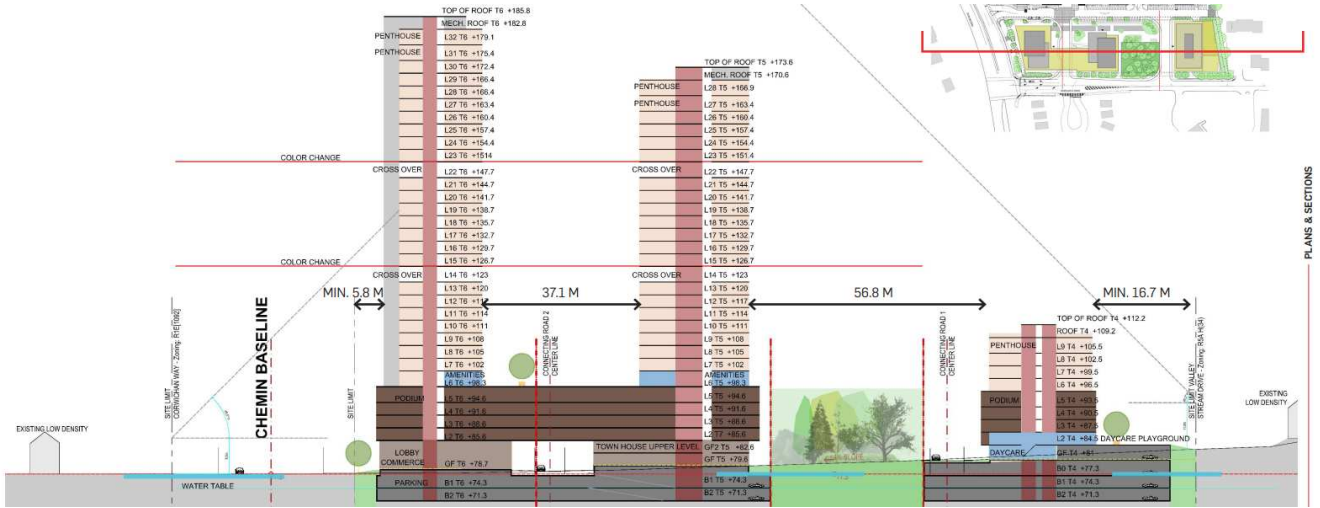 TOP OF ROOF T6 +185.8
MECH. ROOF T6 +182.8
PENTHOUSE
L32 T6 +179.1
PENTHOUSE
L31 T6 +175.4
L30 T6 +172.4
L29 T6 +166.4
L28 T6 +166.4
L27 T6 +163.4
L26 T6 +160.4
L25 T6 +157.4
L24 T6 +154.4
L23 T6 +1514
COLOR CHANGE
CROSS OVER
L22 T6 +147.7
L21 T6 +144.7
L20 T6 +141.7
L19 T6 +138.7
L18 T6 +135.7
L17 T6 +132.7
L16 T6 +129.7
L15 T6 +126.7
COLOR CHANGE
CROSS OVER
L14 T6 +123
L13 T6 +120
L12 T6
L11 T6 +114
L10 T6 +111
L9 T6 +108
L8 T6 +105
L7 T6 +102
AMENITIES
L6 T6 +98.3
PODIUM
L5 T6 +94.6
L4 T6 +91.6
L3 T6 +88.6
L2 T6 +85.6
LOBBY
COMMERCE
GF T6 +78.7
PARKING
B1 T6 +74.3
B2 T6 +71.3
TOP OF ROOF T5 +173.6
MECH. ROOF T5 +170.6
PENTHOUSE
L28 T5 +166.9
PENTHOUSE
L27 T5 +163.4
L26 T5 +160.4
L25 T5 +157.4
L24 T5 +154.4
L23 T5 +151.4
CROSS OVER
L22 T5 +147.7
L21 T5 +144.7
L20 T5 +141.7
L19 T5 +138.7
L18 T5 +135.7
L17 T5 +132.7
L16 T5 +129.7
L15 T5 +126.7
CROSS OVER
L14 T5 +123
L13 T5 +120
L12 T5 +117
L11 T5 +114
L10 T5 +111
L9 T5 +108
L8 T5 +105
L7 T5 +102
AMENITIES
L6 T5 +98.3
L5 T5 +94.6
L4 T5 +91.6
L3 T5 +88.6
L2 T7 +85.6
TOWN HOUSE UPPER LEVEL
GF2 T5 +82.6
GF T5 +79.6
B1 T5 +74.3
B2 T5 +71.3
MIN. 5.8 M
37.1 M
56.8 M
MIN. 16.7 M
TOP OF ROOF T4 +112.2
ROOF T4 +109.2
PENTHOUSE
L9 T4 +105.5
L8 T4 +102.5
L7 T4 +99.5
L6 T4 +96.5
PODIUM
L5 T4 +93.5
L4 T4 +90.5
L3 T4 +87.5
L2 T4 +84.5 DAYCARE PLAYGROUND
DAYCARE
GF T4 +81
B0 T4 +77.3
B1 T4 +74.3
B2 T4 +71.3
SITE LIMIT
CORWICHAN WAY - Zoning: R1E[1092]
CHEMIN BASELINE
SITE LIMIT
CONNECTING ROAD 2
CENTER LINE
CONNECTING ROAD 1
CENTER LINE
SITE LIMIT VALLEY
STREAM DRIVE - Zoning: R5A H(34)
EXISTING LOW DENSITY
WATER TABLE
EXISTING
LOW DENSITY
PLANS & SECTIONS